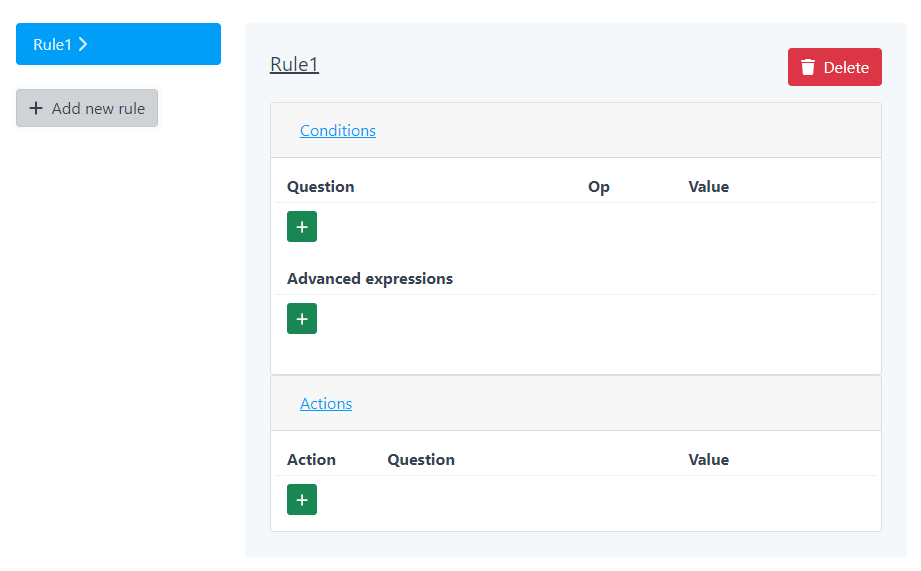 Rule1
Add new rule
Rule1
Delete
Conditions
Question Op Value
Advanced expressions
Actions
Action Question Value